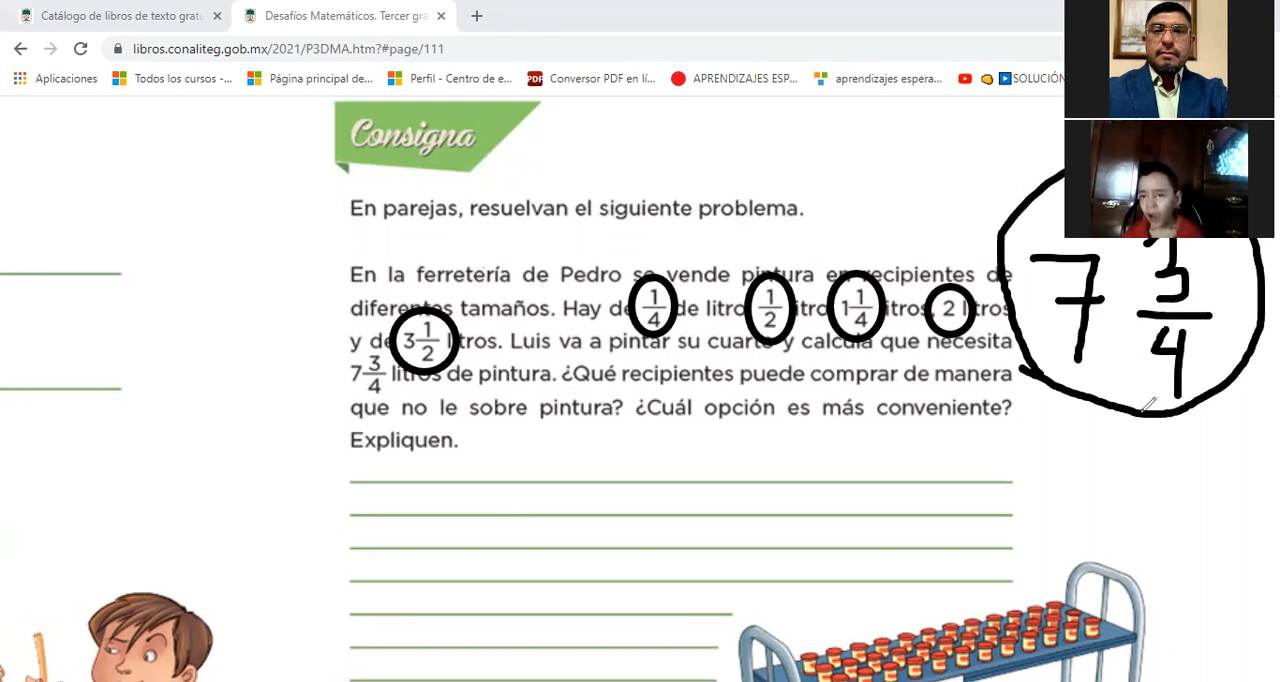 Catálogo de libros de texto gratu
Desafíos Matemáticos. Tercer gra
libros.conaliteg.gob.mx/2021/P3DMA.htm?#page/111
Aplicaciones
Todos los cursos -...
Página principal de...
Perfil - Centro de e...
PDF
Conversor PDF en lí...
APRENDIZAJES ESP...
aprendizajes espera...
SOLUCIÓN
Consigna
En parejas, resuelvan el siguiente problema.
En la ferretería de Pedro se vende pintura en recipientes de
diferentes tamaños. Hay de 1/4 de litro, 1/2 litro, 1 1/4 litros, 2 litros
y de 3 1/2 litros. Luis va a pintar su cuarto y calcula que necesita
7 3/4 litros de pintura. ¿Qué recipientes puede comprar de manera
que no le sobre pintura? ¿Cuál opción es más conveniente?
Expliquen.
7 3/4